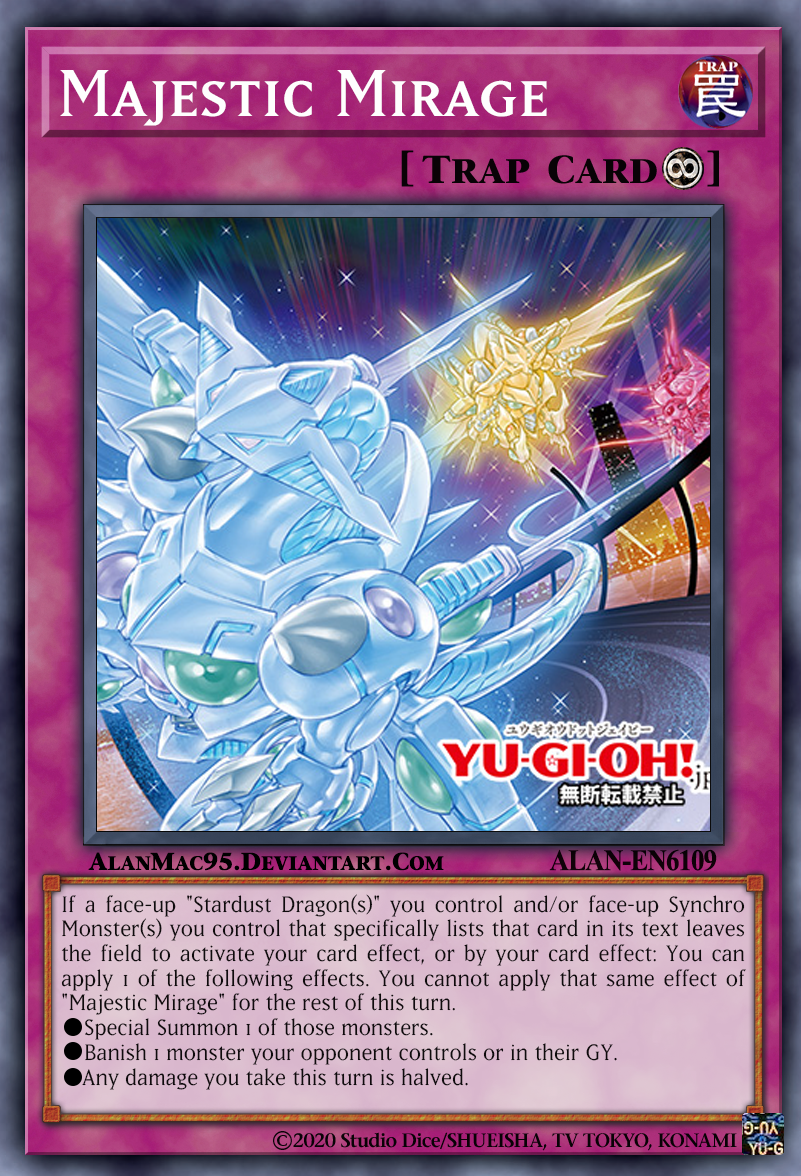 Majestic Mirage
TRAP
罠
[Trap Card∞]
ユウギオウドットジェイピー
YU-GI-OH!.jp
無断転載禁止
AlanMac95.Deviantart.Com ALAN-EN6109
If a face-up "Stardust Dragon(s)" you control and/or face-up Synchro
Monster(s) you control that specifically lists that card in its text leaves
the field to activate your card effect, or by your card effect: You can
apply 1 of the following effects. You cannot apply that same effect of
"Majestic Mirage" for the rest of this turn.
●Special Summon 1 of those monsters.
●Banish 1 monster your opponent controls or in their GY.
●Any damage you take this turn is halved.
©2020 Studio Dice/SHUEISHA, TV TOKYO, KONAMI
YU-G
YU-G